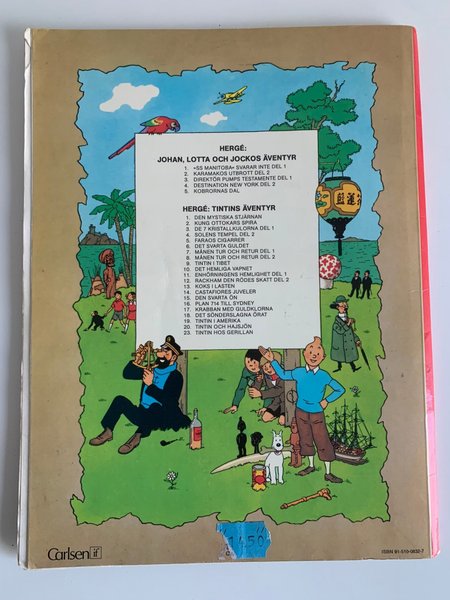 HERGÉ:
JOHAN, LOTTA OCH JOCKOS ÄVENTYR
1. «SS MANITOBA» SVARAR INTE DEL 1
2. KARAMAKOS UTBROTT DEL 2
3. DIREKTÖR PUMPS TESTAMENTE DEL 1
4. DESTINATION NEW YORK DEL 2
5. KOBRORNAS DAL
HERGÉ: TINTINS ÄVENTYR
1. DEN MYSTISKA STJÄRNAN
2. KUNG OTTOKARS SPIRA
3. DE 7 KRISTALLKULORNA DEL 1
4. SOLENS TEMPEL DEL 2
5. FARAOS CIGARRER
6. DET SVARTA GULDET
7. MÅNEN TUR OCH RETUR DEL 1
8. MÅNEN TUR OCH RETUR DEL 2
9. TINTIN I TIBET
10. DET HEMLIGA VAPNET
11. ENHÖRNINGENS HEMLIGHET DEL 1
12. RACKHAM DEN RÖDES SKATT DEL 2
13. KOKS I LASTEN
14. CASTAFIORES JUVELER
15. DEN SVARTA ÖN
16. PLAN 714 TILL SYDNEY
17. KRABBAN MED GULDKLORNA
18. DET SÖNDERSLAGNA ÖRAT
19. TINTIN I AMERIKA
20. TINTIN OCH HAJSJÖN
23. TINTIN HOS GERILLAN
Carlsen if
1450
ISBN 91-510-0832-7